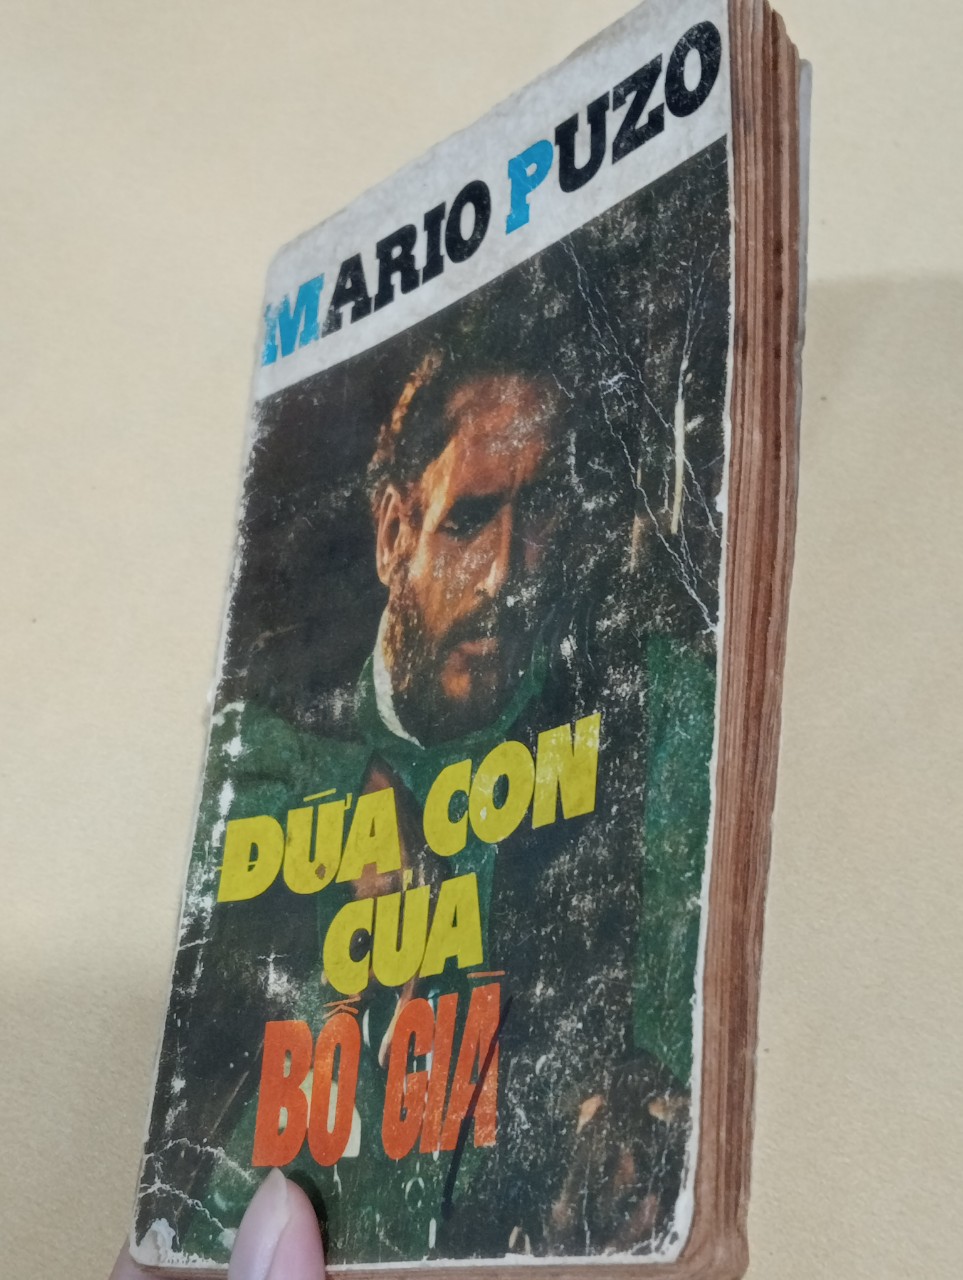 MARIO PUZO
ĐỨA CON
CỦA
BỐ GIÀ